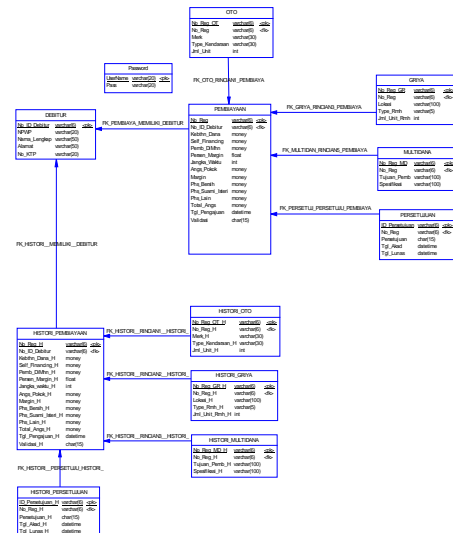 OTO
No_Reg_OT varchar(6) <pk>
No_Reg varchar(6) <fk>
Merk varchar(30)
Type_Kendaraan varchar(30)
Jml_Unit int
Password
UserName varchar(20) <pk>
Pass varchar(20)
FK_OTO_RINDIAN1_PEMBIAYA
GRIYA
No_Reg_GR varchar(6) <pk>
No_Reg varchar(6) <fk>
Lokasi varchar(100)
Type_Rmh varchar(5)
Jml_Unit_Rmh int
FK_GRIYA_RINCIAN2_PEMBIAYA
DEBITUR
No_ID_Debitur varchar(6) <pk>
NPWP varchar(20)
Nama_Lengkap varchar(50)
Alamat varchar(50)
No_KTP varchar(20)
FK_PEMBIAYA_MEMILIKI_DEBITUR
PEMBIAYAAN
No_Reg varchar(6) <pk>
No_ID_Debitur varchar(6) <fk>
Kebthn_Dana money
Self_Financing money
Pemb_DiMhn money
Persen_Margin float
Jangka_Waktu int
Angs_Pokok money
Margin money
Phs_Bersih money
Phs_Suami_Isteri money
Phs_Lain money
Total_Angs money
Tgl_Pengajuan datetime
Validasi char(15)
FK_MULTIDAN_RINCIAN3_PEMBIAYA
MULTIDANA
No_Reg_MD varchar(6) <pk>
No_Reg varchar(6) <fk>
Tujuan_Pemb varchar(100)
Spesifikasi varchar(100)
FK_PERSETUJ_PERSETUJU_PEMBIAYA
PERSETUJUAN
ID_Persetujuan varchar(6) <pk>
No_Reg varchar(6) <fk>
Persetujuan char(15)
Tgl_Akad datetime
Tgl_Lunas datetime
FK_HISTORI__MEMILIKI__DEBITUR
HISTORI_PEMBIAYAAN
No_Reg_H varchar(6) <pk>
No_ID_Debitur varchar(6) <fk>
Kebthn_Dana_H money
Self_Financing_H money
Pemb_DiMhn_H money
Persen_Margin_H float
Jangka_waktu_H int
Angs_Pokok_H money
Margin_H money
Phs_Bersih_H money
Phs_Suami_Isteri_H money
Phs_Lain_H money
Total_Angs_H money
Tgl_Pengajuan_H datetime
Validasi_H char(15)
FK_HISTORI__RINCIAN1__HISTORI_
HISTORI_OTO
No_Reg_OT_H varchar(6) <pk>
No_Reg_H varchar(6) <fk>
Merk_H varchar(30)
Type_Kendaraan_H varchar(30)
Jml_Unit_H int
FK_HISTORI__RINCIAN2__HISTORI_
HISTORI_GRIYA
No_Reg_GR_H varchar(6) <pk>
No_Reg_H varchar(6) <fk>
Lokasi_H varchar(100)
Type_Rmh_H varchar(5)
Jml_Unit_Rmh_H int
FK_HISTORI__RINCIAN3__HISTORI_
HISTORI_MULTIDANA
No_Reg_MD_H varchar(6) <pk>
No_Reg_H varchar(6) <fk>
Tujuan_Pemb_H varchar(100)
Spesifikasi_H varchar(100)
FK_HISTORI__PERSETUJU_HISTORI_
HISTORI_PERSETUJUAN
ID_Persetujuan_H varchar(6) <pk>
No_Reg_H varchar(6) <fk>
Persetujuan_H char(15)
Tgl_Akad_H datetime
Tgl_Lunas_H datetime